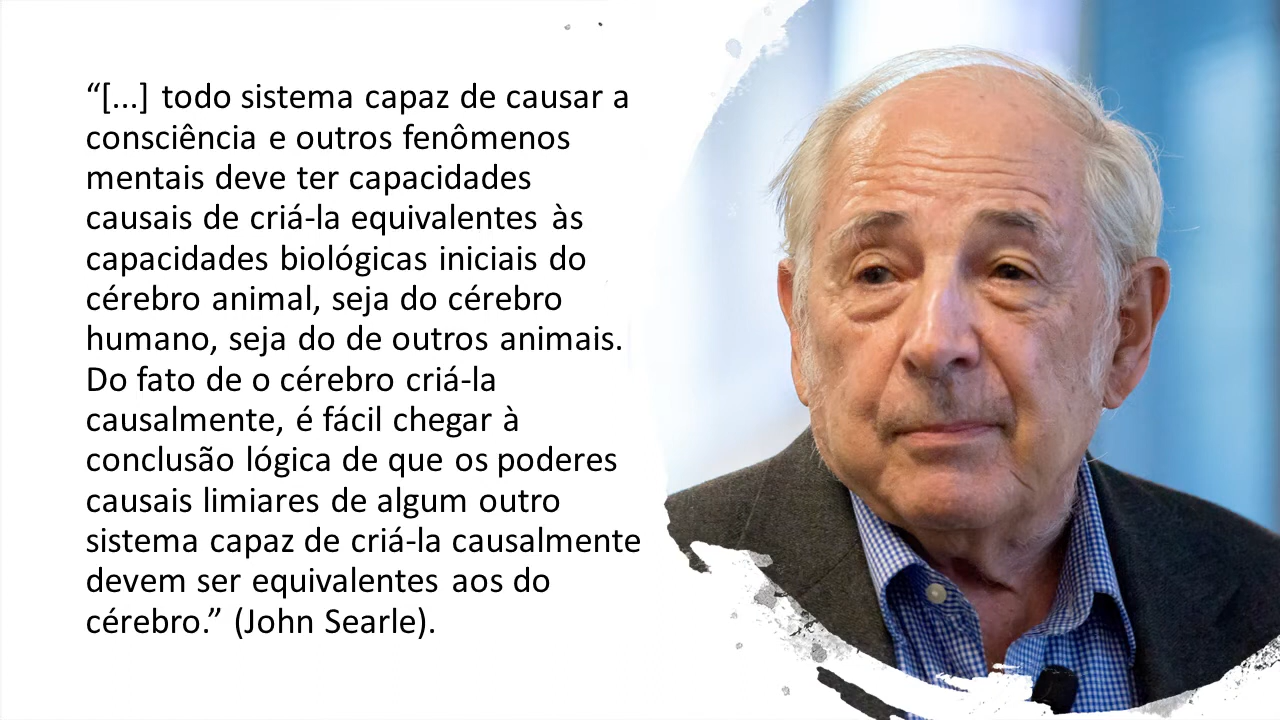 “[...] todo sistema capaz de causar a
consciência e outros fenômenos
mentais deve ter capacidades
causais de criá-la equivalentes às
capacidades biológicas iniciais do
cérebro animal, seja do cérebro
humano, seja do de outros animais.
Do fato de o cérebro criá-la
causalmente, é fácil chegar à
conclusão lógica de que os poderes
causais limiares de algum outro
sistema capaz de criá-la causalmente
devem ser equivalentes aos do
cérebro.” (John Searle).